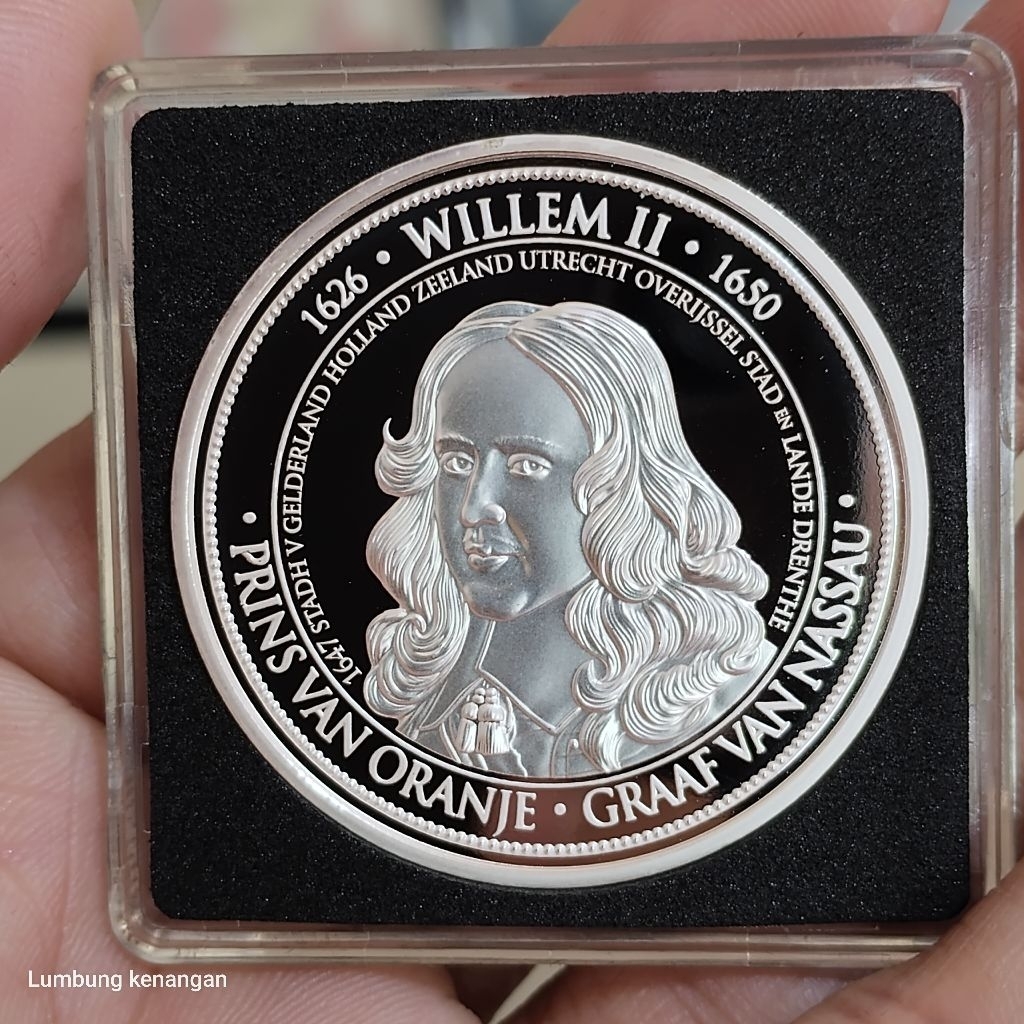 1626 • WILLEM II • 1650
1647 STADH V GELDERLAND HOLLAND ZEELAND UTRECHT OVERIJSSEL STAD EN LANDE DRENTHE
• PRINS VAN ORANJE • GRAAF VAN NASSAU •
Lumbung kenangan